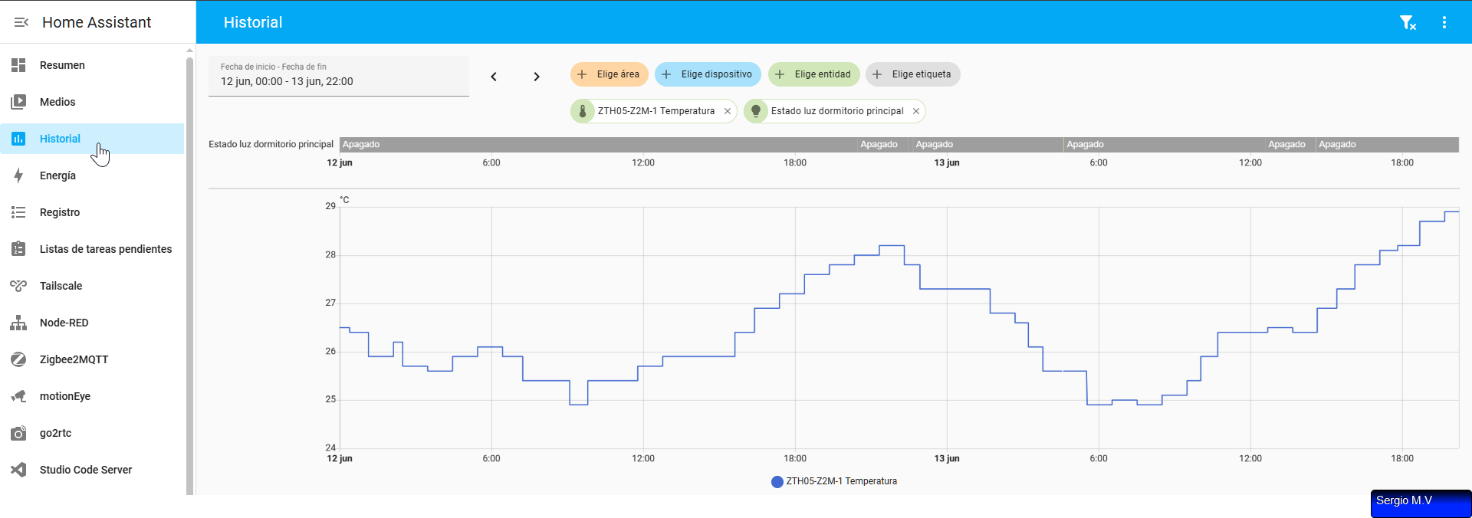 Home Assistant
Historial
Resumen
Medios
Historial
Energía
Registro
Listas de tareas pendientes
Tailscale
Node-RED
Zigbee2MQTT
motionEye
go2rtc
Studio Code Server
Fecha de inicio - Fecha de fin
12 jun, 00:00 - 13 jun, 22:00
Elige área
Elige dispositivo
Elige entidad
Elige etiqueta
ZTH05-Z2M-1 Temperatura
Estado luz dormitorio principal
Estado luz dormitorio principal Apagado Apagado Apagado Apagado Apagado Apagado
12 jun 6:00 12:00 18:00 13 jun 6:00 12:00 18:00
°C
29
28
27
26
25
24
12 jun 6:00 12:00 18:00 13 jun 6:00 12:00 18:00
ZTH05-Z2M-1 Temperatura
Sergio M.V